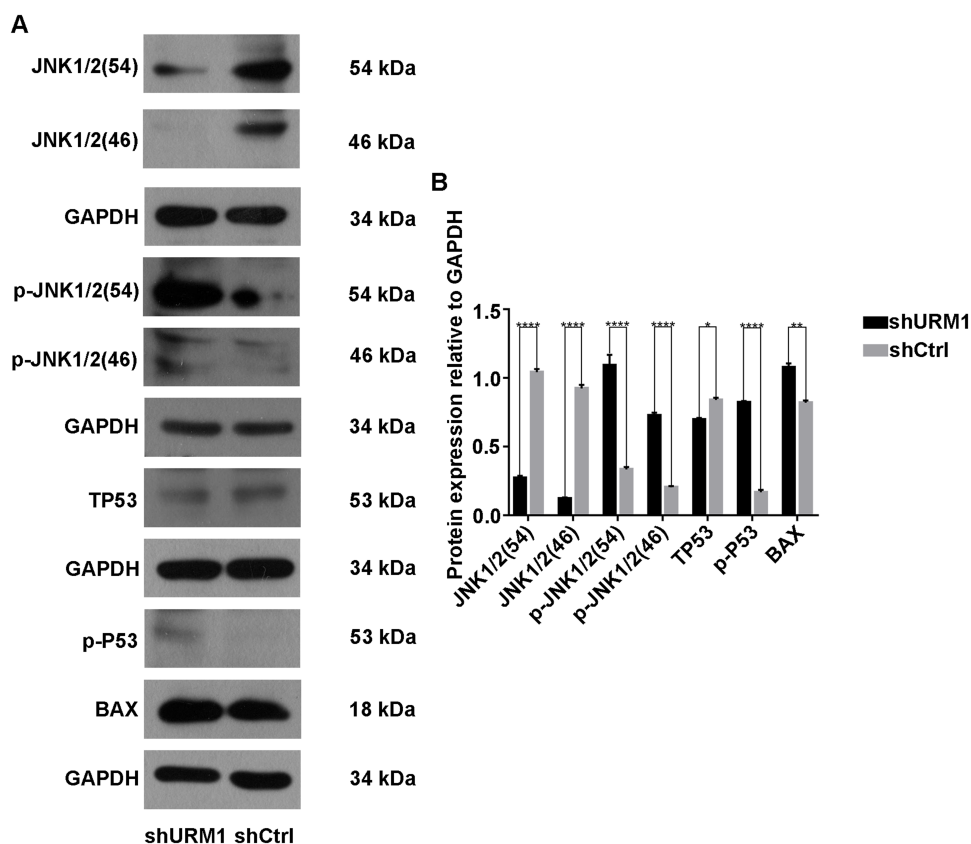 A
JNK1/2(54) 54 kDa
JNK1/2(46) 46 kDa
GAPDH 34 kDa
p-JNK1/2(54) 54 kDa
p-JNK1/2(46) 46 kDa
GAPDH 34 kDa
TP53 53 kDa
GAPDH 34 kDa
p-P53 53 kDa
BAX 18 kDa
GAPDH 34 kDa
shURM1 shCtrl
B
Protein expression relative to GAPDH
1.5
1.0
0.5
0.0
**** **** **** **** * **** **
JNK1/2(54)
JNK1/2(46)
p-JNK1/2(54)
p-JNK1/2(46)
TP53
p-P53
BAX
shURM1
shCtrl